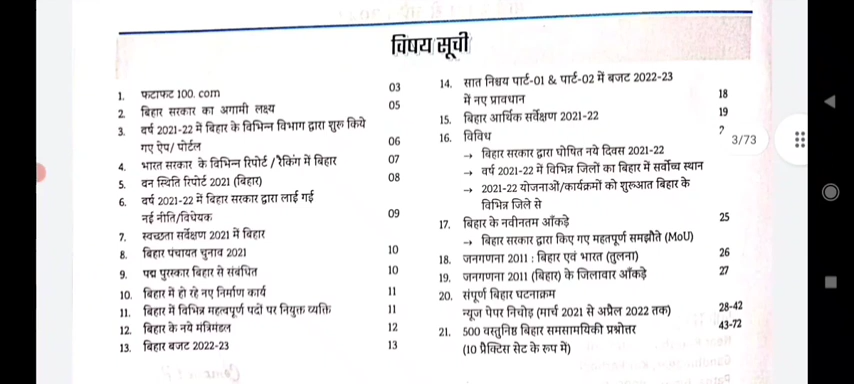 विषय सूची
1. फटाफट 100. com 03
2. बिहार सरकार का अगामी लक्ष्य 05
3. वर्ष 2021-22 में बिहार के विभिन्न विभाग द्वारा शुरू किये
गए ऐप/ पोर्टल 06
4. भारत सरकार के विभिन्न रिपोर्ट /रैकिंग में बिहार 07
5. वन स्थिति रिपोर्ट 2021 (बिहार) 08
6. वर्ष 2021-22 में बिहार सरकार द्वारा लाई गई
नई नीति/विधेयक 09
7. स्वच्छता सर्वेक्षण 2021 में बिहार
8. बिहार पंचायत चुनाव 2021 10
9. पद्म पुरस्कार बिहार से संबंधित 10
10. बिहार में हो रहे नए निर्माण कार्य 11
11. बिहार में विभिन्न महत्वपूर्ण पदों पर नियुक्त व्यक्ति 11
12. बिहार के नये मंत्रिमंडल 12
13. बिहार बजट 2022-23 13
14. सात निश्चय पार्ट-01 & पार्ट-02 में बजट 2022-23
में नए प्रावधान 18
15. बिहार आर्थिक सर्वेक्षण 2021-22 19
16. विविध
→ बिहार सरकार द्वारा घोषित नये दिवस 2021-22
→ वर्ष 2021-22 में विभिन्न जिलों का बिहार में सर्वोच्च स्थान
→ 2021-22 योजनाओं/कार्यक्रमों को शुरूआत बिहार के
विभिन्न जिले से
17. बिहार के नवीनतम आँकड़े 25
→ बिहार सरकार द्वारा किए गए महतपूर्ण समझौते (MoU)
18. जनगणना 2011 : बिहार एवं भारत (तुलना) 26
19. जनगणना 2011 (बिहार) के जिलावार आँकड़े 27
20. संपूर्ण बिहार घटनाक्रम
न्यूज पेपर निचोड़ (मार्च 2021 से अप्रैल 2022 तक) 28-42
21. 500 वस्तुनिष्ठ बिहार समसामयिकी प्रश्नोत्तर 43-72
(10 प्रैक्टिस सेट के रूप में)
3/73